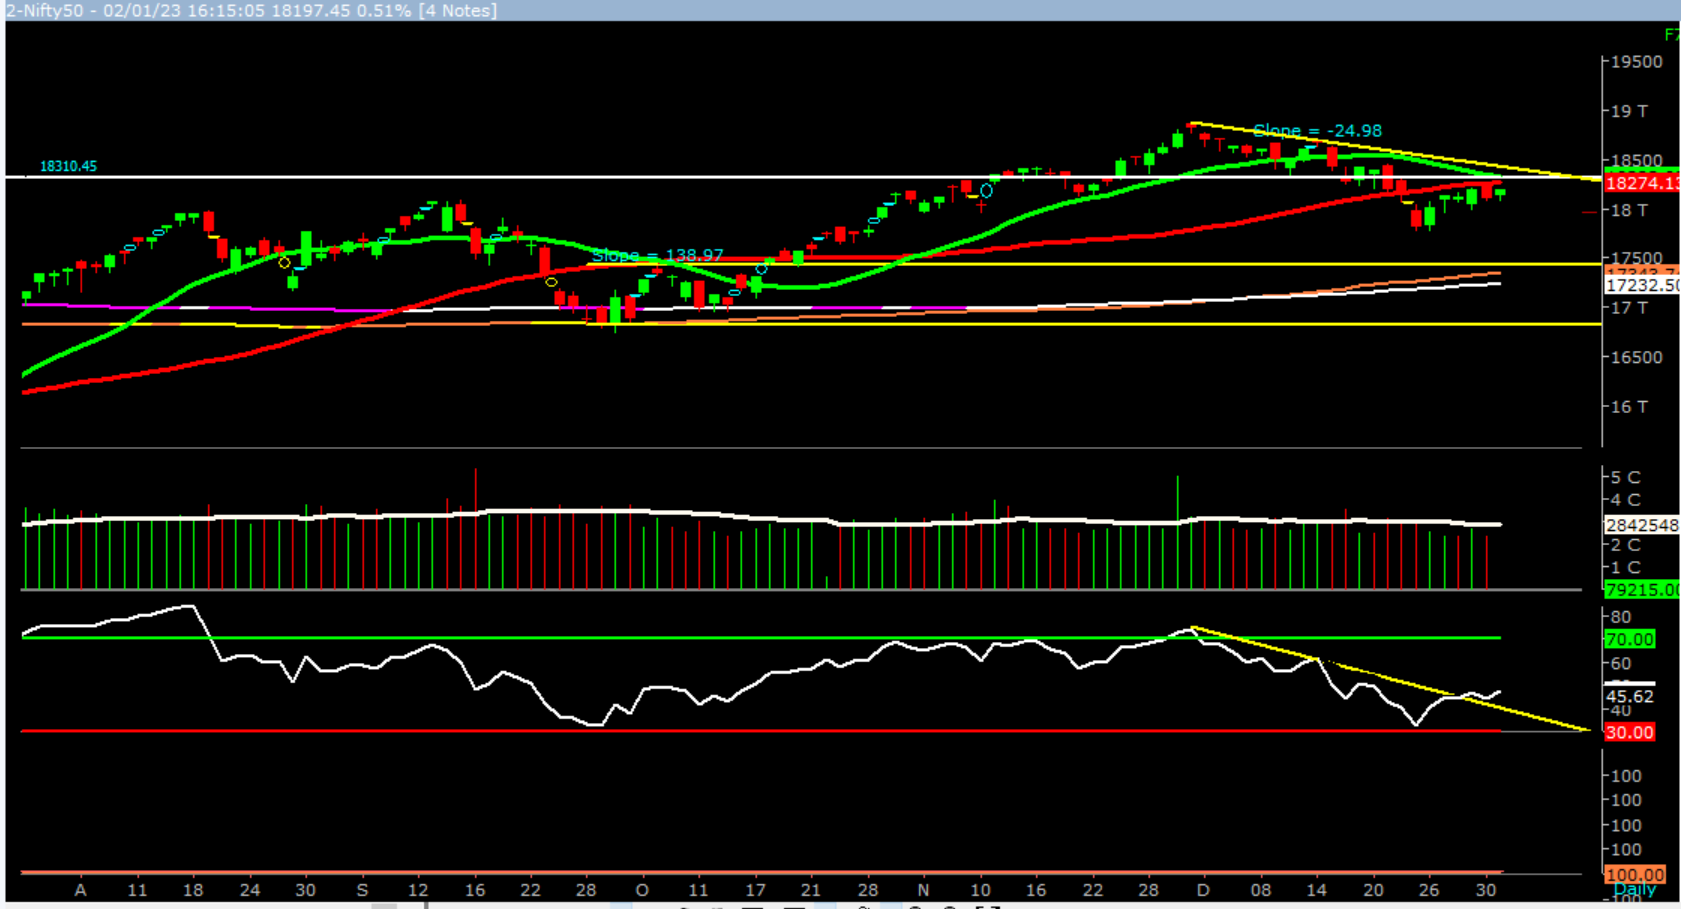 2-Nifty50 - 02/01/23 16:15:05 18197.45 0.51% [4 Notes]
F7
19500
19 T
Slope = -24.98
18500
18310.45
18274.13
18 T
Slope = 138.97
17500
17232.50
17 T
16500
16 T
5 C
4 C
2842548
2 C
1 C
79215.00
80
70.00
60
45.62
40
30.00
100
100
100
100
100.00
A 11 18 24 30 S 12 16 22 28 O 11 17 21 28 N 10 16 22 28 D 08 14 20 26 30
Daily